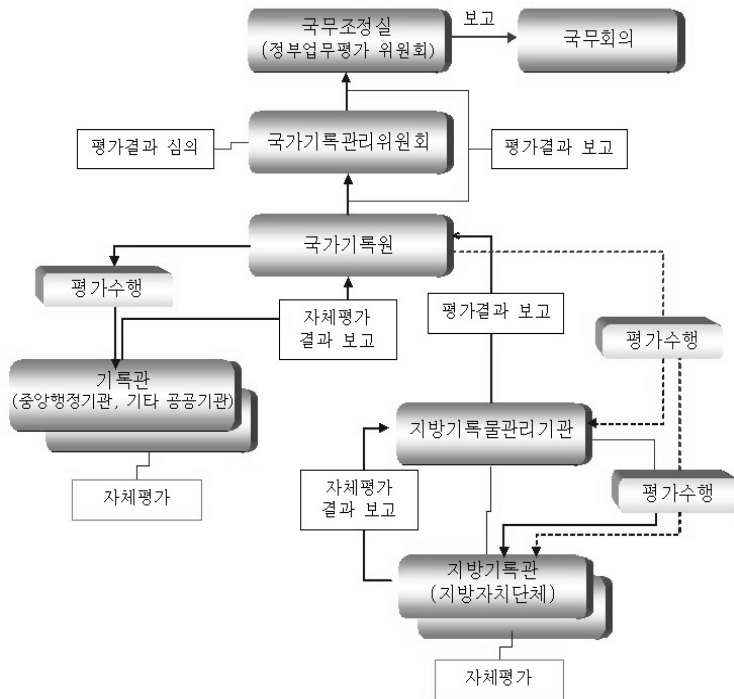 국무조정실
(정부업무평가 위원회)
보고
국무회의
평가결과 심의
국가기록관리위원회
평가결과 보고
국가기록원
평가수행
자체평가
결과 보고
평가결과 보고
평가수행
기록관
(중앙행정기관, 기타 공공기관)
지방기록물관리기관
자체평가
자체평가
결과 보고
평가수행
지방기록관
(지방자치단체)
자체평가